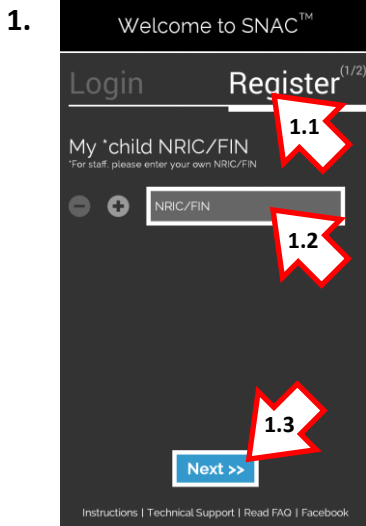 1.
Welcome to SNAC™
Login Register (1/2)
1.1
My *child NRIC/FIN
*For staff, please enter your own NRIC/FIN
NRIC/FIN
1.2
1.3
Next >>
Instructions | Technical Support | Read FAQ | Facebook